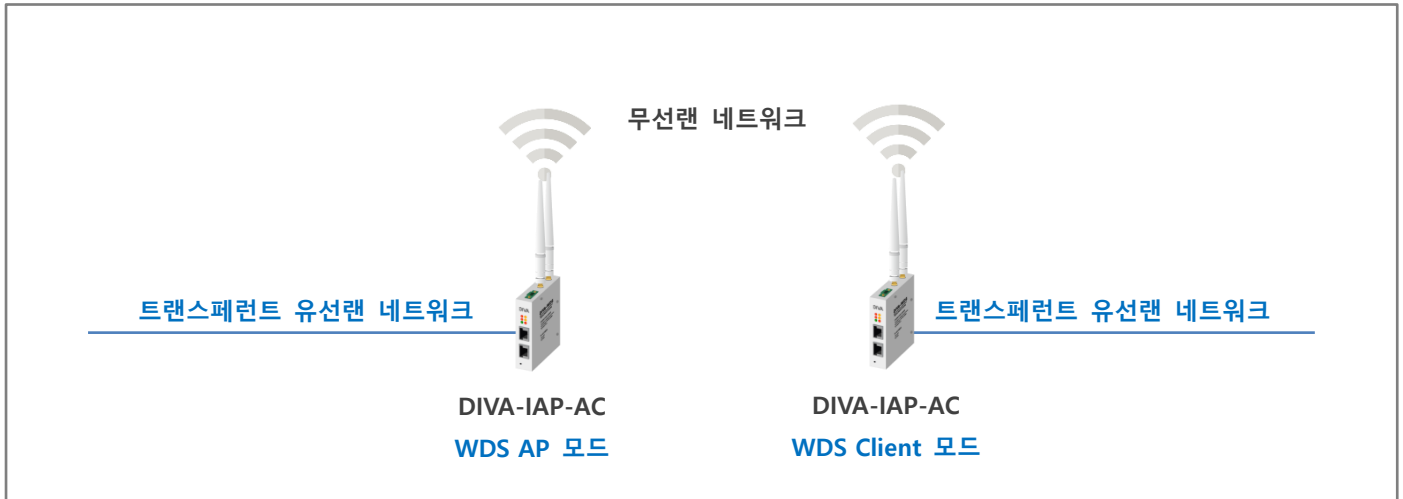 무선랜 네트워크
트랜스페런트 유선랜 네트워크
트랜스페런트 유선랜 네트워크
DIVA
DIVA
DIVA-IAP-AC
DIVA-IAP-AC
WDS AP 모드
WDS Client 모드